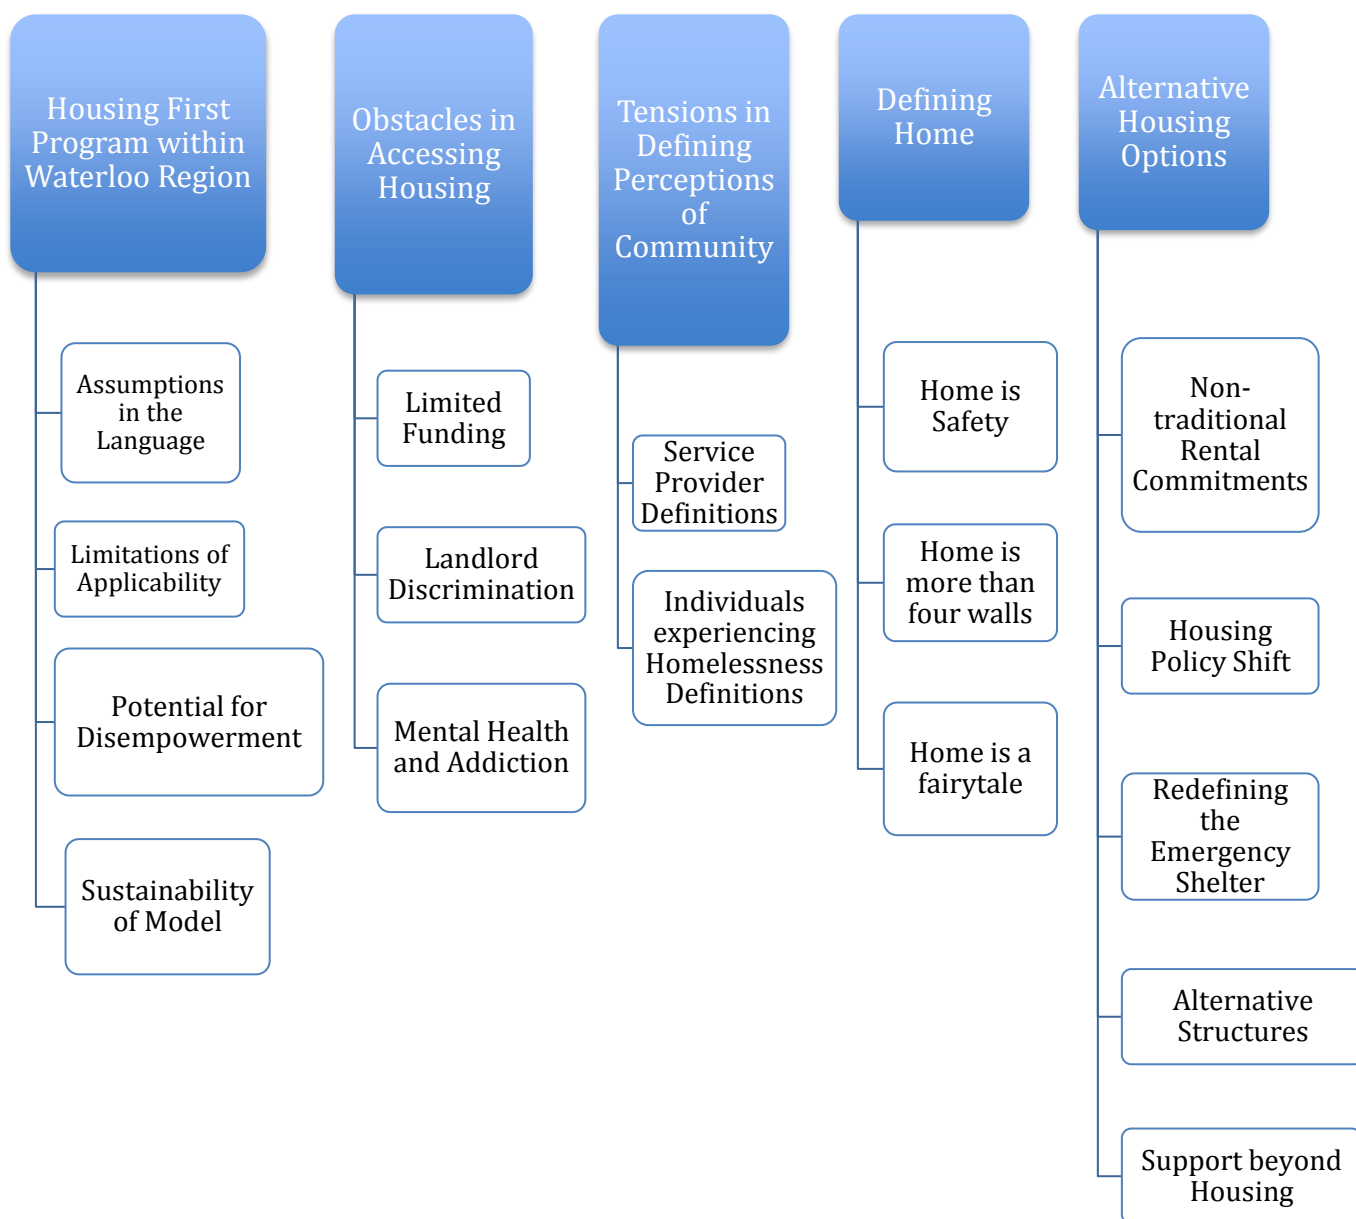 Housing First
Program within
Waterloo Region
Assumptions
in the
Language
Limitations of
Applicability
Potential for
Disempowerment
Sustainability
of Model
Obstacles in
Accessing
Housing
Limited
Funding
Landlord
Discrimination
Mental Health
and Addiction
Tensions in
Defining
Perceptions
of
Community
Service
Provider
Definitions
Individuals
experiencing
Homelessness
Definitions
Defining
Home
Home is
Safety
Home is
more than
four walls
Home is a
fairytale
Alternative
Housing
Options
Non-
traditional
Rental
Commitments
Housing
Policy Shift
Redefining
the
Emergency
Shelter
Alternative
Structures
Support beyond
Housing